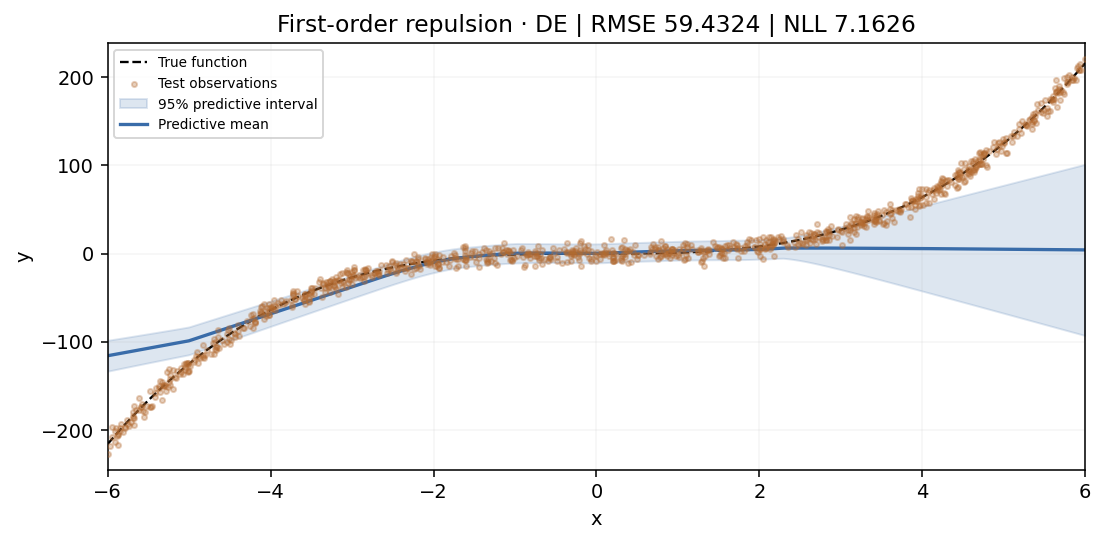 First-order repulsion · DE | RMSE 59.4324 | NLL 7.1626
True function
Test observations
95% predictive interval
Predictive mean
y
200
100
0
−100
−200
−6
−4
−2
0
2
4
6
x